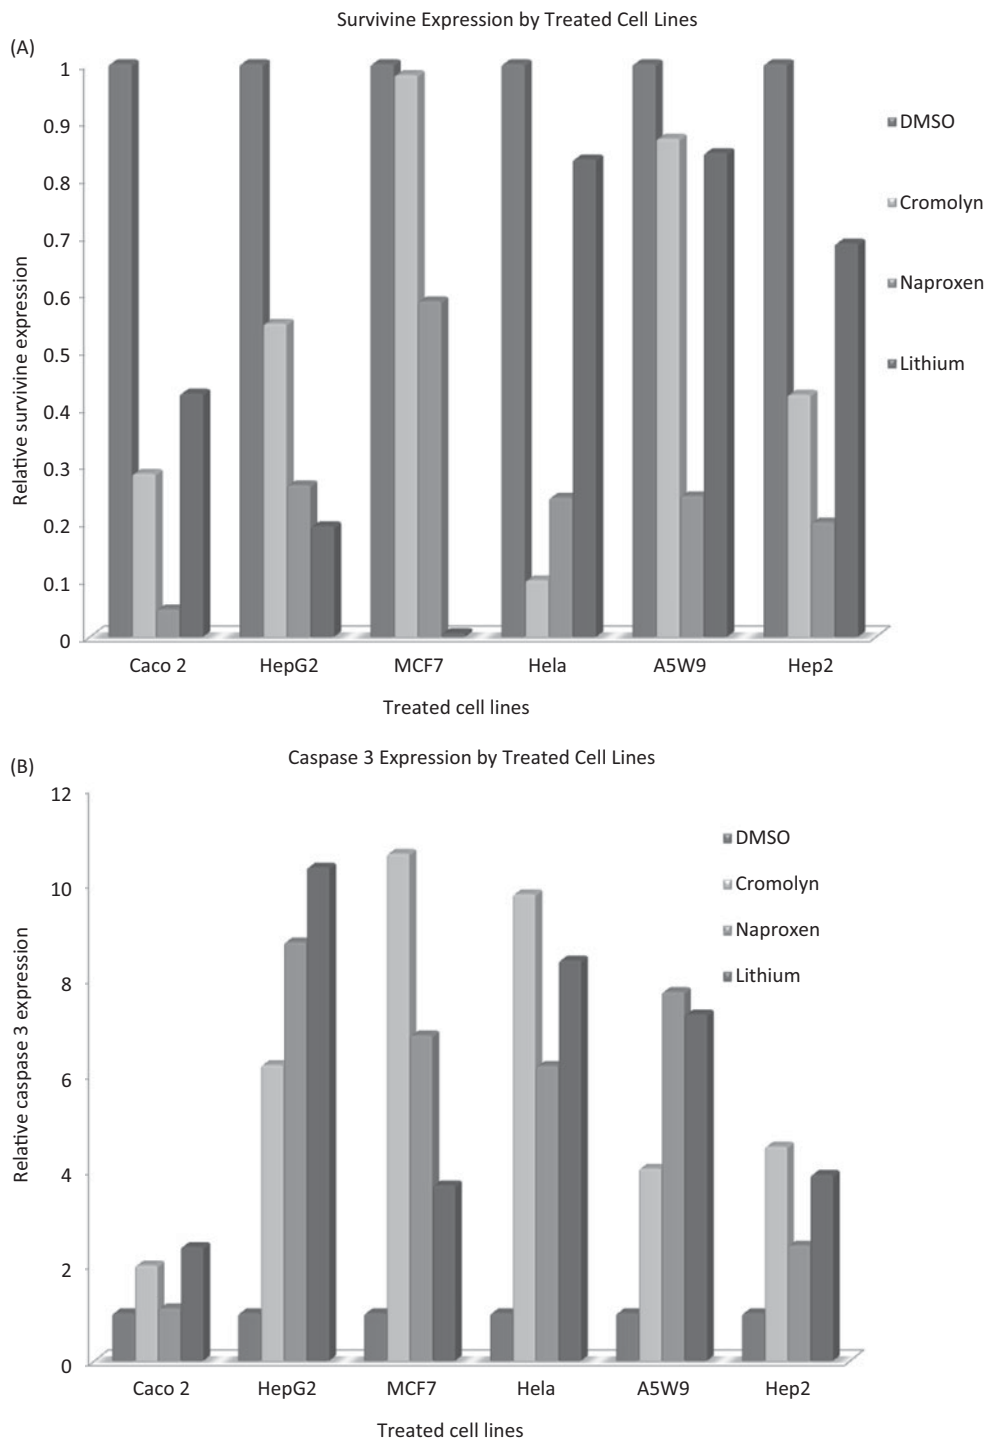 Survivine Expression by Treated Cell Lines
(A)
1
0.9
0.8
0.7
0.6
0.5
0.4
0.3
0.2
0.1
0
Relative survivine expression
Caco 2 HepG2 MCF7 Hela A5W9 Hep2
Treated cell lines
DMSO
Cromolyn
Naproxen
Lithium
Caspase 3 Expression by Treated Cell Lines
(B)
12
10
8
6
4
2
0
Relative caspase 3 expression
Caco 2 HepG2 MCF7 Hela A5W9 Hep2
Treated cell lines
DMSO
Cromolyn
Naproxen
Lithium